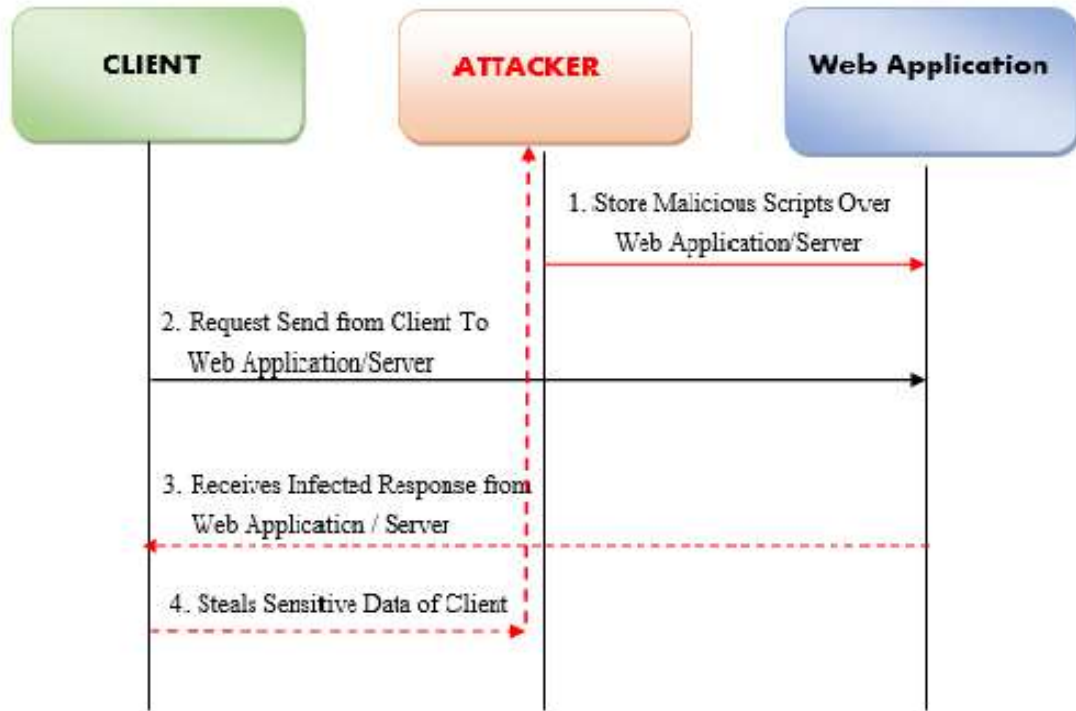 CLIENT
ATTACKER
Web Application
1. Store Malicious Scripts Over
Web Application/Server
2. Request Send from Client To
Web Application/Server
3. Receives Infected Response from
Web Application / Server
4. Steals Sensitive Data of Client